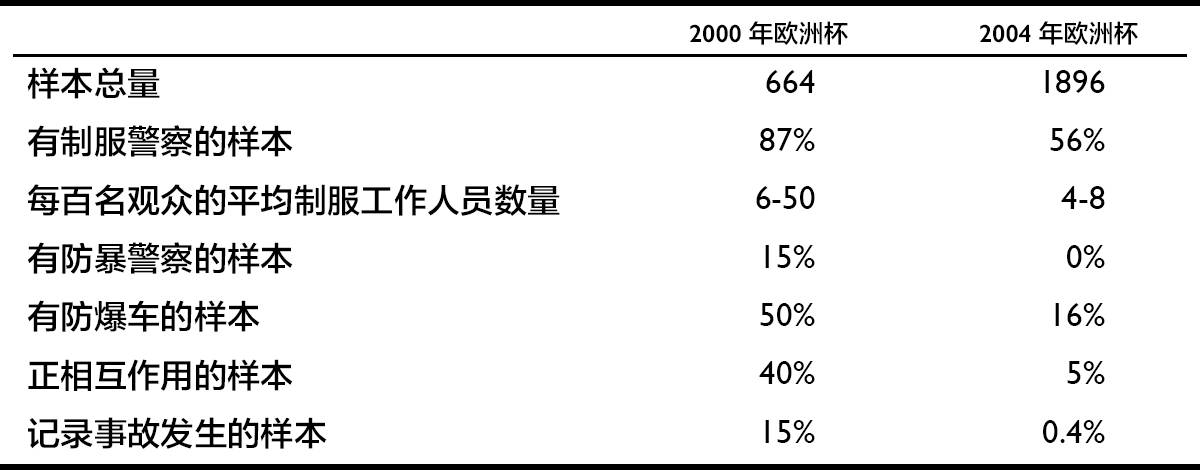 2000 年欧洲杯 2004 年欧洲杯
样本总量 664 1896
有制服警察的样本 87% 56%
每百名观众的平均制服工作人员数量 6-50 4-8
有防暴警察的样本 15% 0%
有防爆车的样本 50% 16%
正相互作用的样本 40% 5%
记录事故发生的样本 15% 0.4%